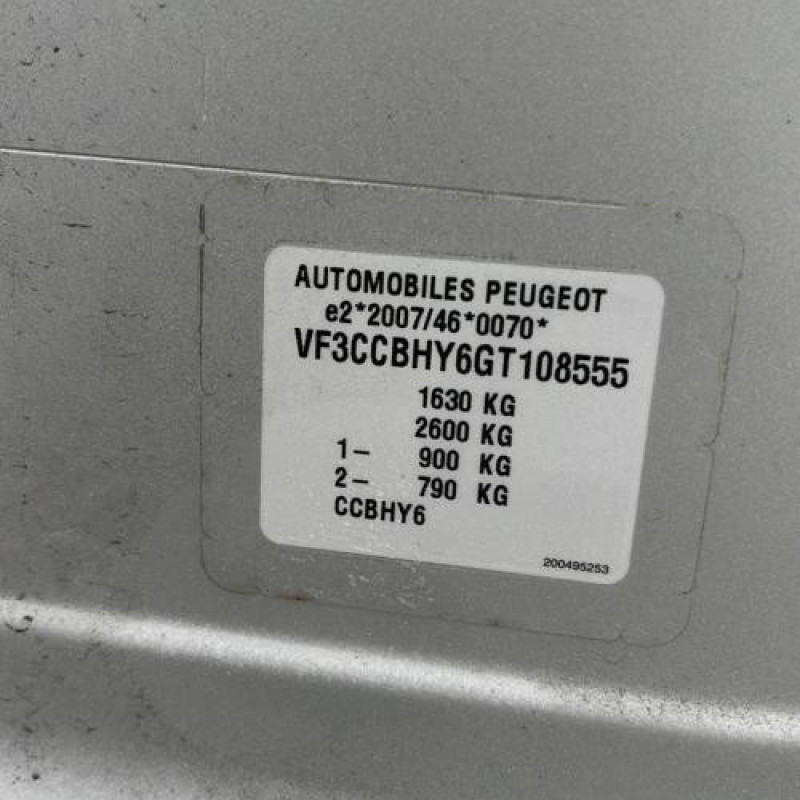 AUTOMOBILES PEUGEOT
e2*2007/46*0070*
VF3CCBHY6GT108555
1630 KG
2600 KG
1– 900 KG
2– 790 KG
CCBHY6
200495253